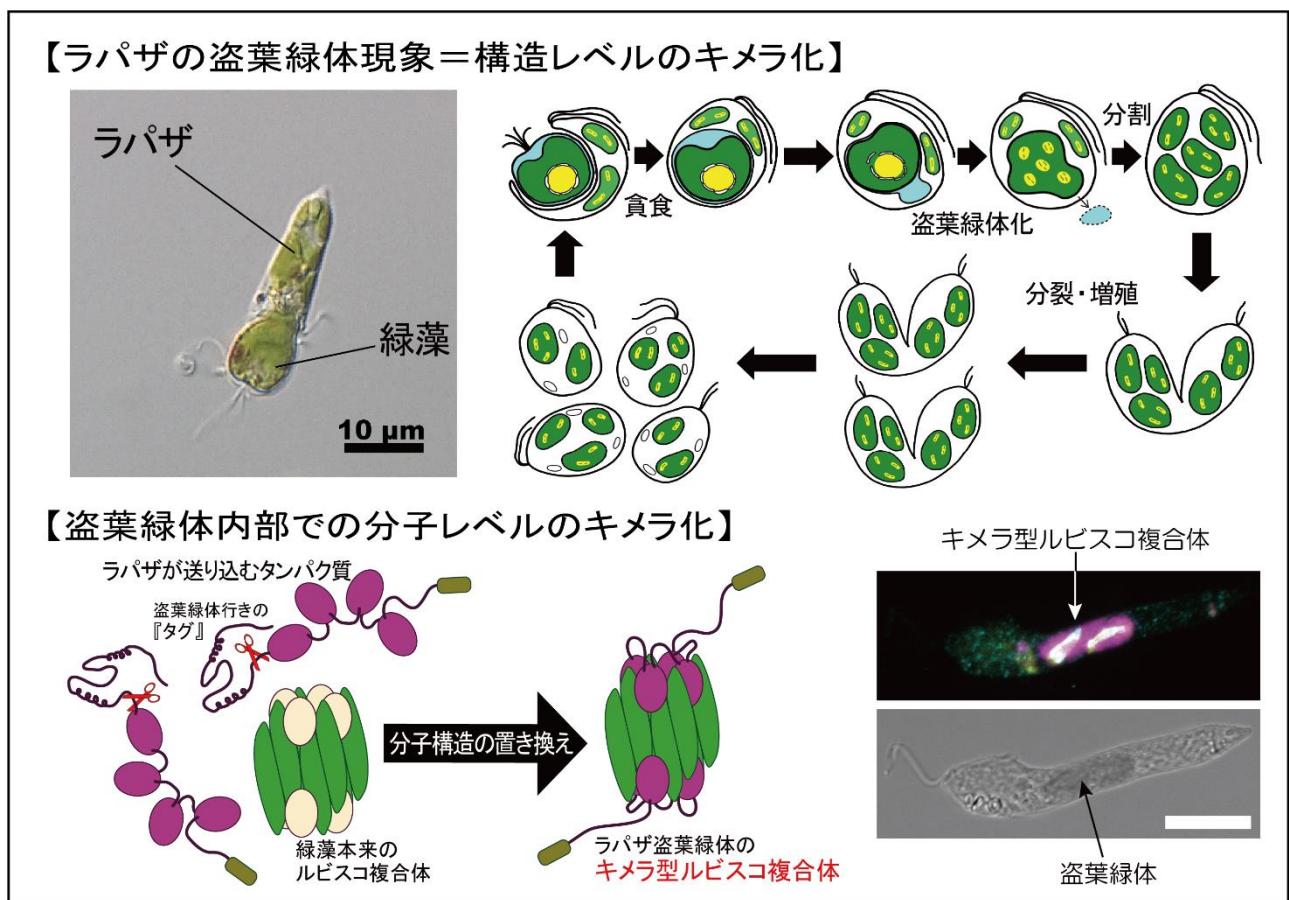 【ラパザの盗葉緑体現象＝構造レベルのキメラ化】
ラパザ
緑藻
10 µm
貪食
盗葉緑体化
分割
分裂・増殖
【盗葉緑体内部での分子レベルのキメラ化】
ラパザが送り込むタンパク質
盗葉緑体行きの
『タグ』
緑藻本来の
ルビスコ複合体
分子構造の置き換え
ラパザ盗葉緑体の
キメラ型ルビスコ複合体
キメラ型ルビスコ複合体
盗葉緑体